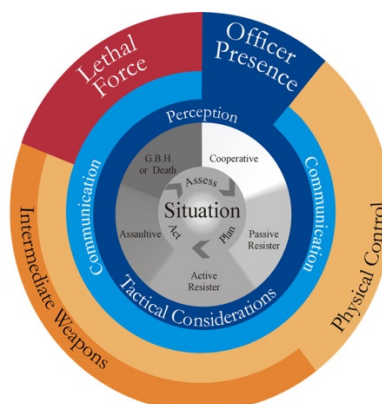 Lethal
Force
Officer
Presence
Perception
G.B.H.
or Death
Cooperative
Assess
Communication
Communication
Situation
Assaultive
Act
Plan
Passive
Resister
Active
Resister
Tactical Considerations
Intermediate Weapons
Physical Control